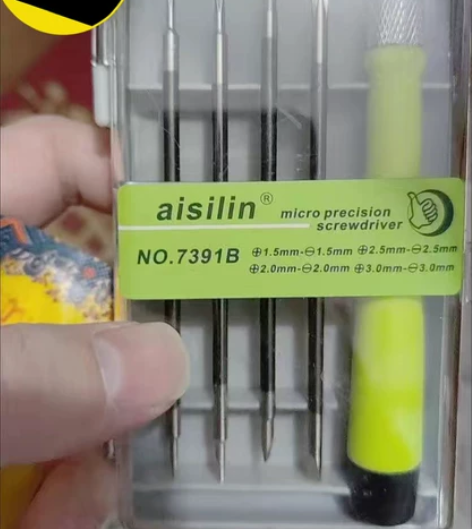 aisilin®
micro precision
screwdriver
NO.7391B
⊕1.5mm-⊖1.5mm ⊕2.5mm-⊖2.5mm
⊕2.0mm-⊖2.0mm ⊕3.0mm-⊖3.0mm